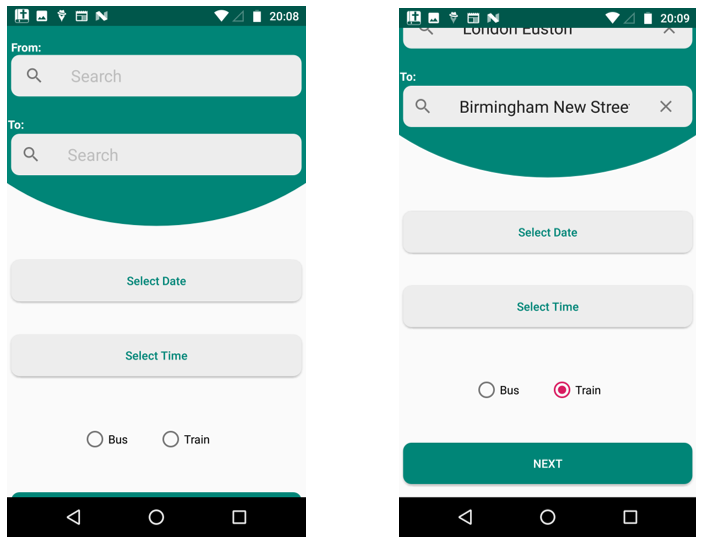 20:08
From:
Search
To:
Search
Select Date
Select Time
Bus Train
20:09
London Euston
To:
Birmingham New Stree
Select Date
Select Time
Bus Train
NEXT